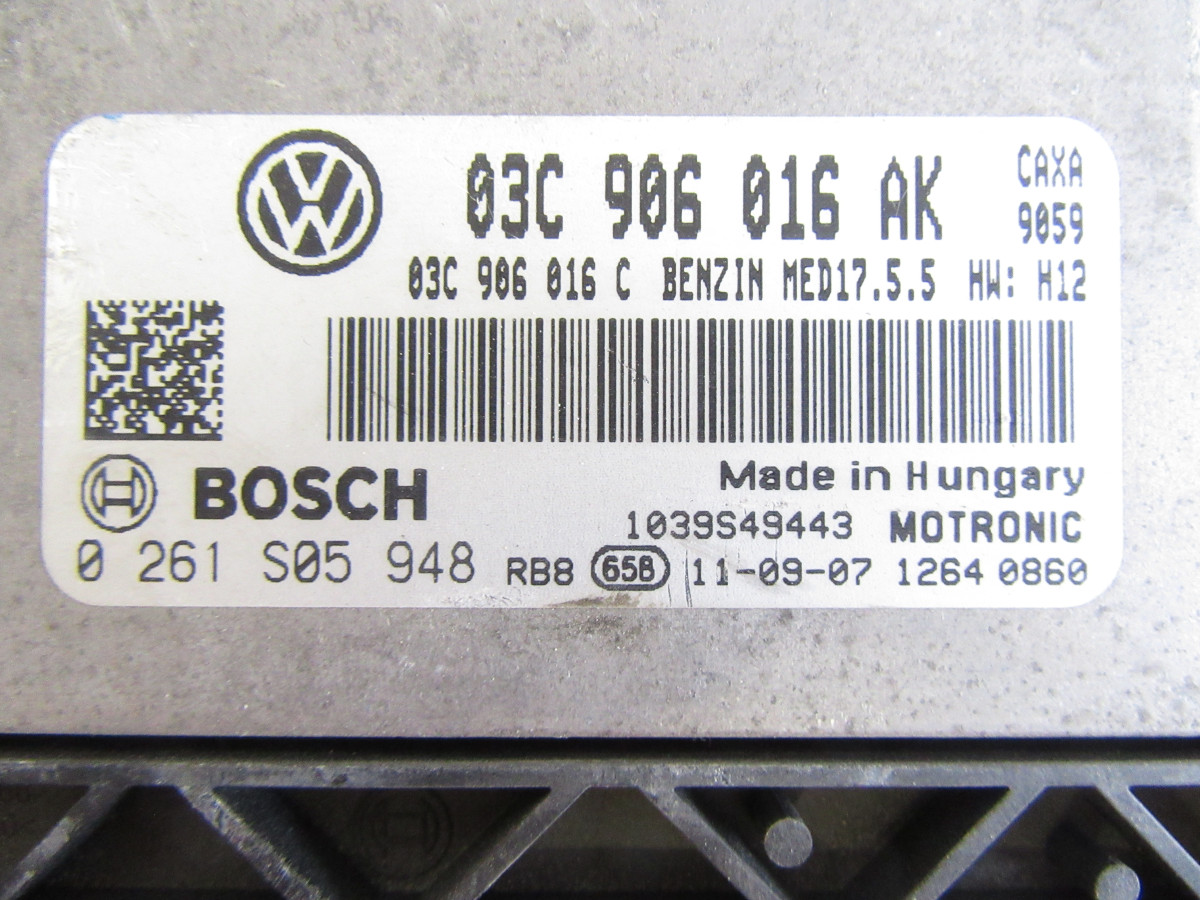 03C 906 016 AK
CAXA
9059
03C 906 016 C BENZIN MED17.5.5 HW: H12
BOSCH
Made in Hungary
1039S49443 MOTRONIC
0 261 S05 948 RB8 65B 11-09-07 1264 0860